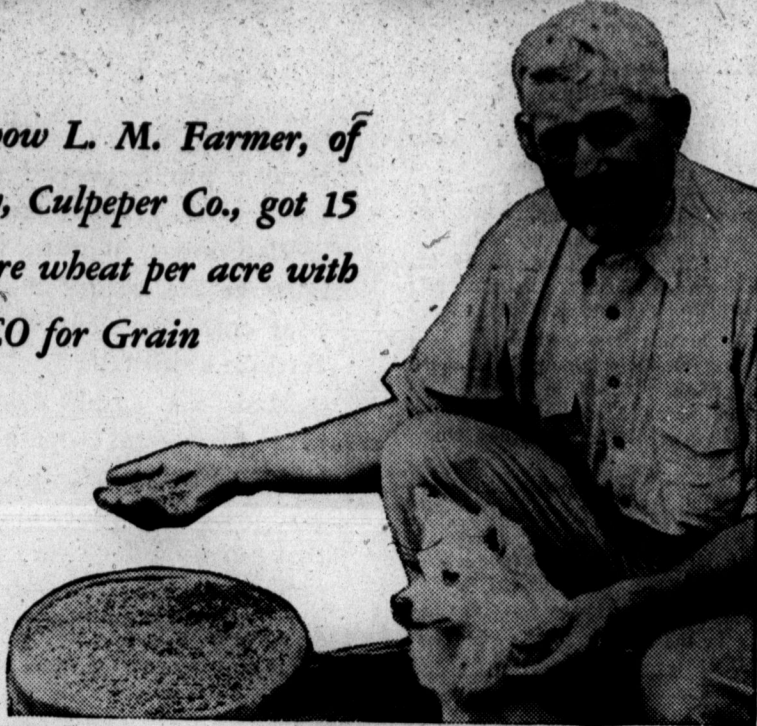 ow L. M. Farmer, of
, Culpeper Co., got 15
re wheat per acre with
O for Grain